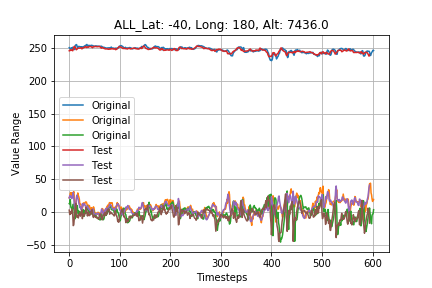 ALL_Lat: -40, Long: 180, Alt: 7436.0
250
200
150
100
50
0
−50
Value Range
Original
Original
Original
Test
Test
Test
0 100 200 300 400 500 600
Timesteps